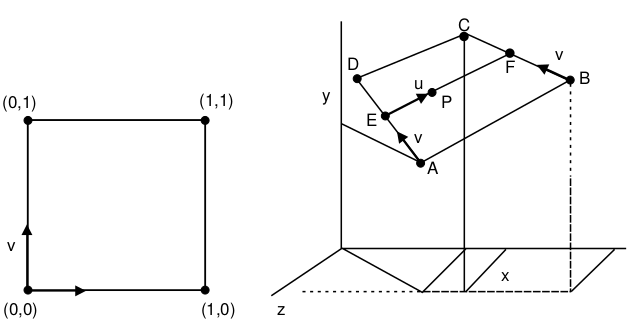 (0,1)
(1,1)
v
(0,0)
(1,0)
C
D
F
v
B
y
u
P
E
v
A
x
z